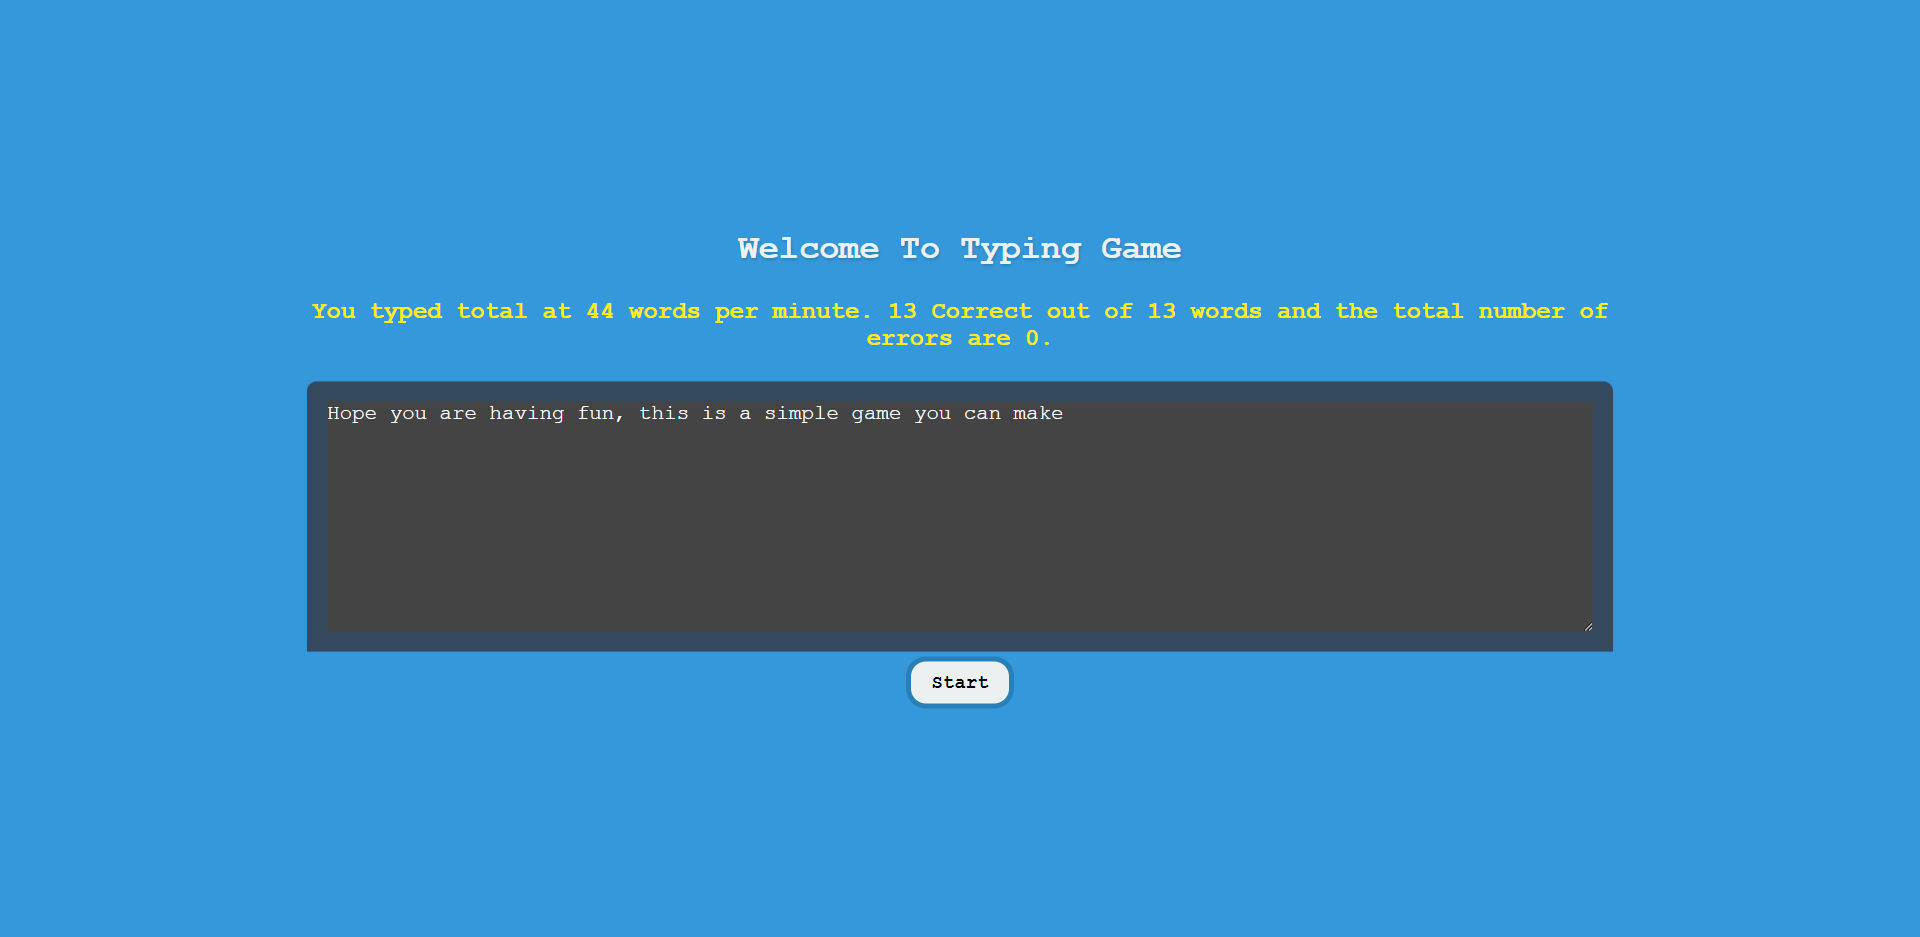 Welcome To Typing Game
You typed total at 44 words per minute. 13 Correct out of 13 words and the total number of
errors are 0.
Hope you are having fun, this is a simple game you can make
Start